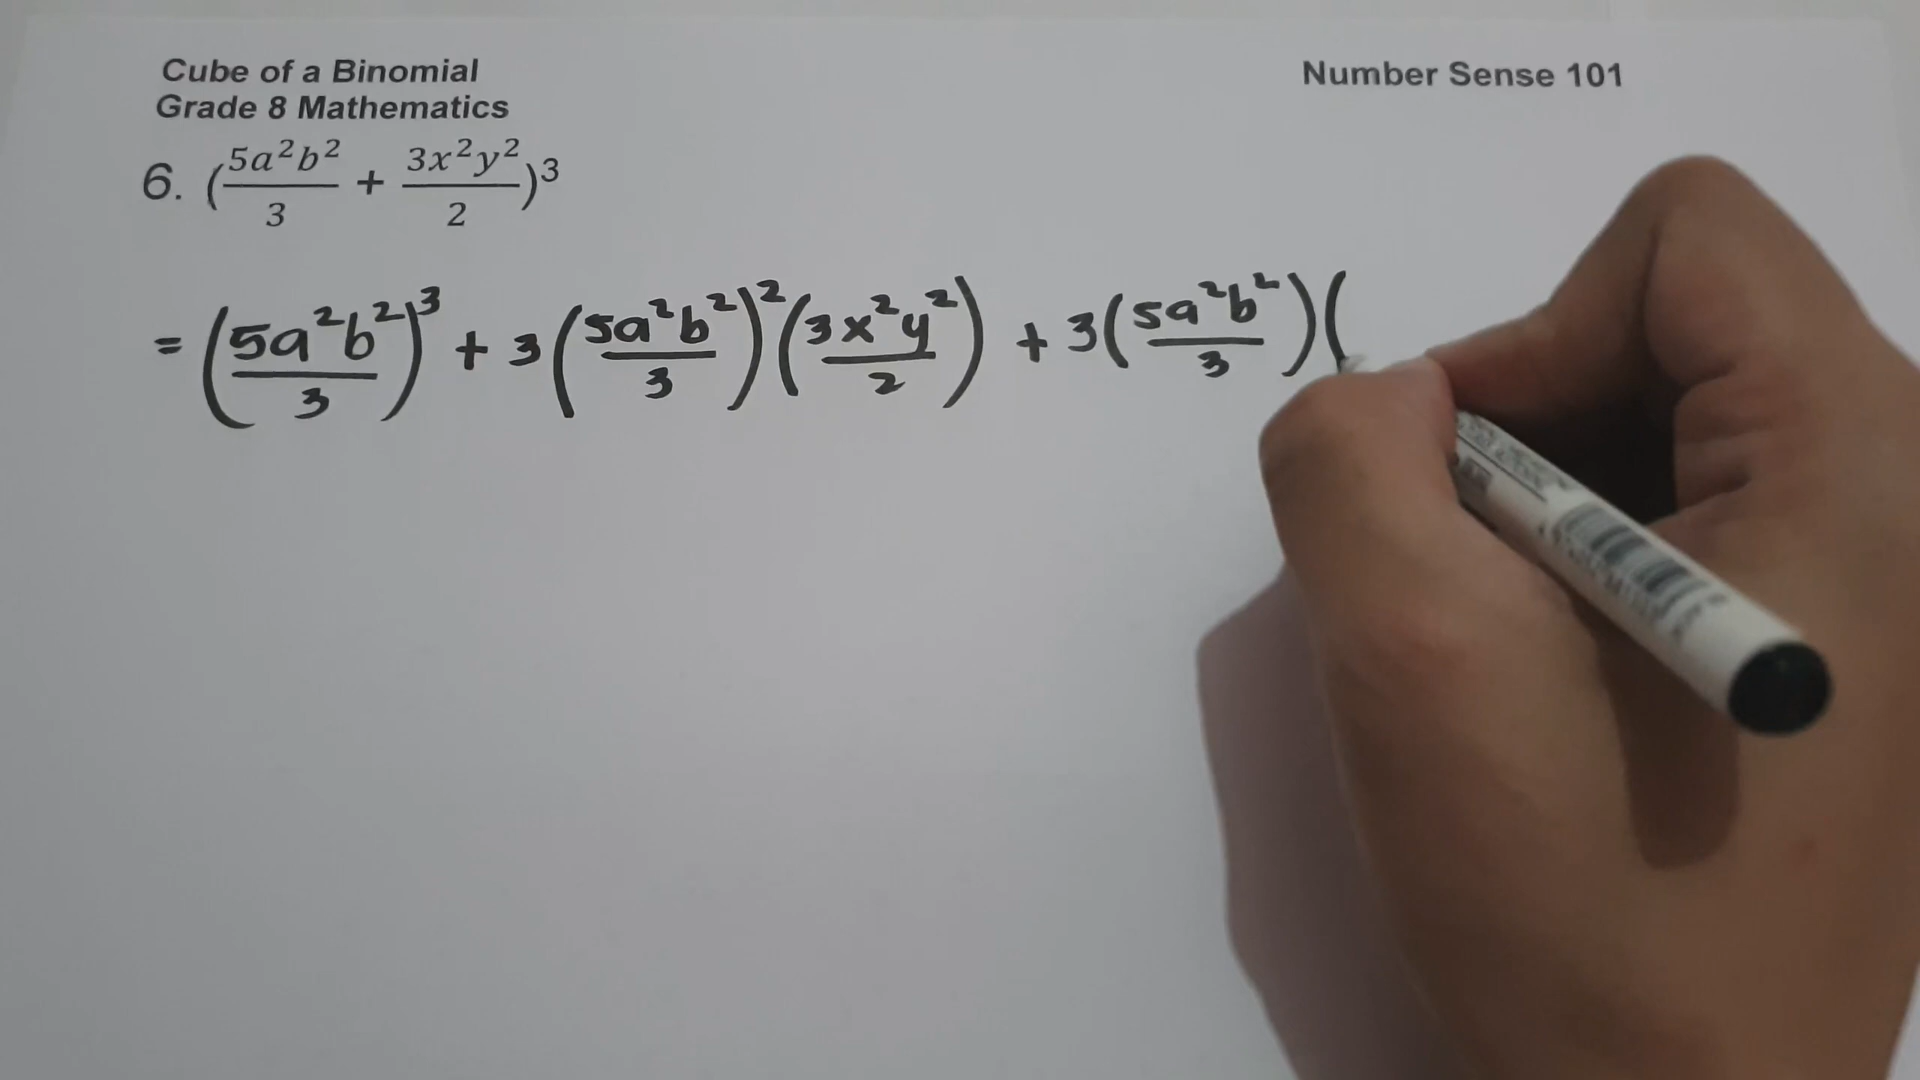 Cube of a Binomial
Number Sense 101
Grade 8 Mathematics
6. (5a²b²/3 + 3x²y²/2)³
= (5a²b²/3)³ + 3(5a²b²/3)²(3x²y²/2) + 3(5a²b²/3)(